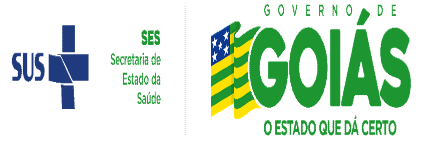 SUS
SES
Secretaria de
Estado da
Saúde
GOVERNO DE
GOIÁS
O ESTADO QUE DÁ CERTO